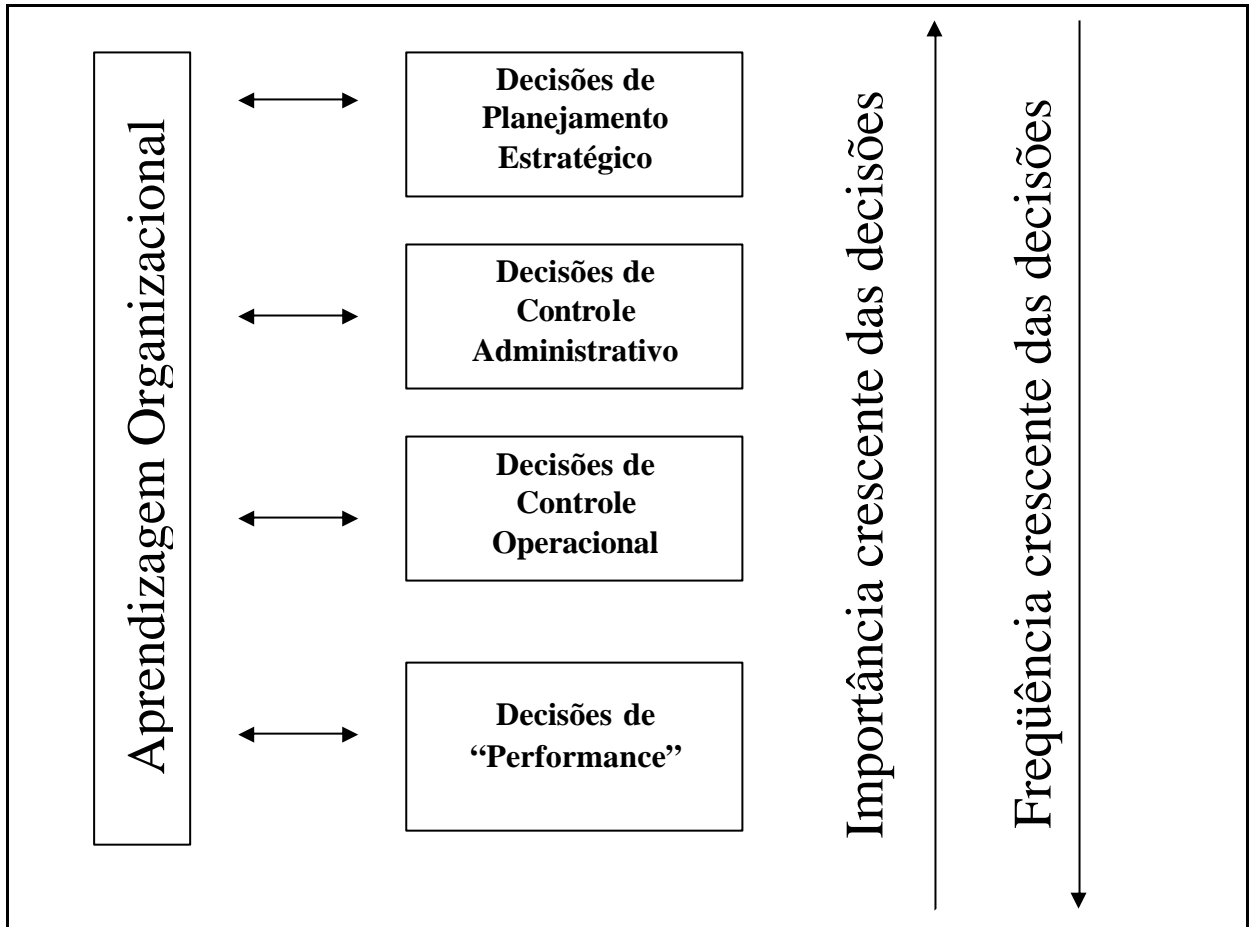 Aprendizagem Organizacional
Decisões de
Planejamento
Estratégico
Decisões de
Controle
Administrativo
Decisões de
Controle
Operacional
Decisões de
“Performance”
Importância crescente das decisões
Freqüência crescente das decisões